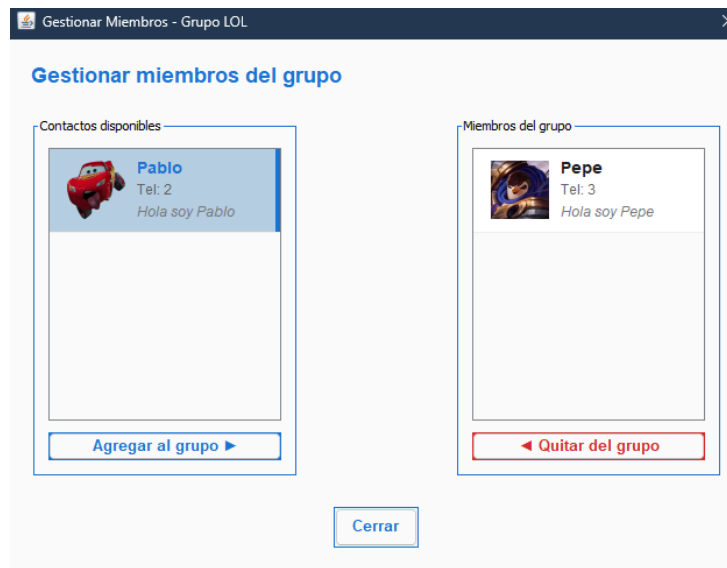 Gestionar Miembros - Grupo LOL
Gestionar miembros del grupo
Contactos disponibles
Pablo
Tel: 2
Hola soy Pablo
Agregar al grupo ►
Miembros del grupo
Pepe
Tel: 3
Hola soy Pepe
◄ Quitar del grupo
Cerrar